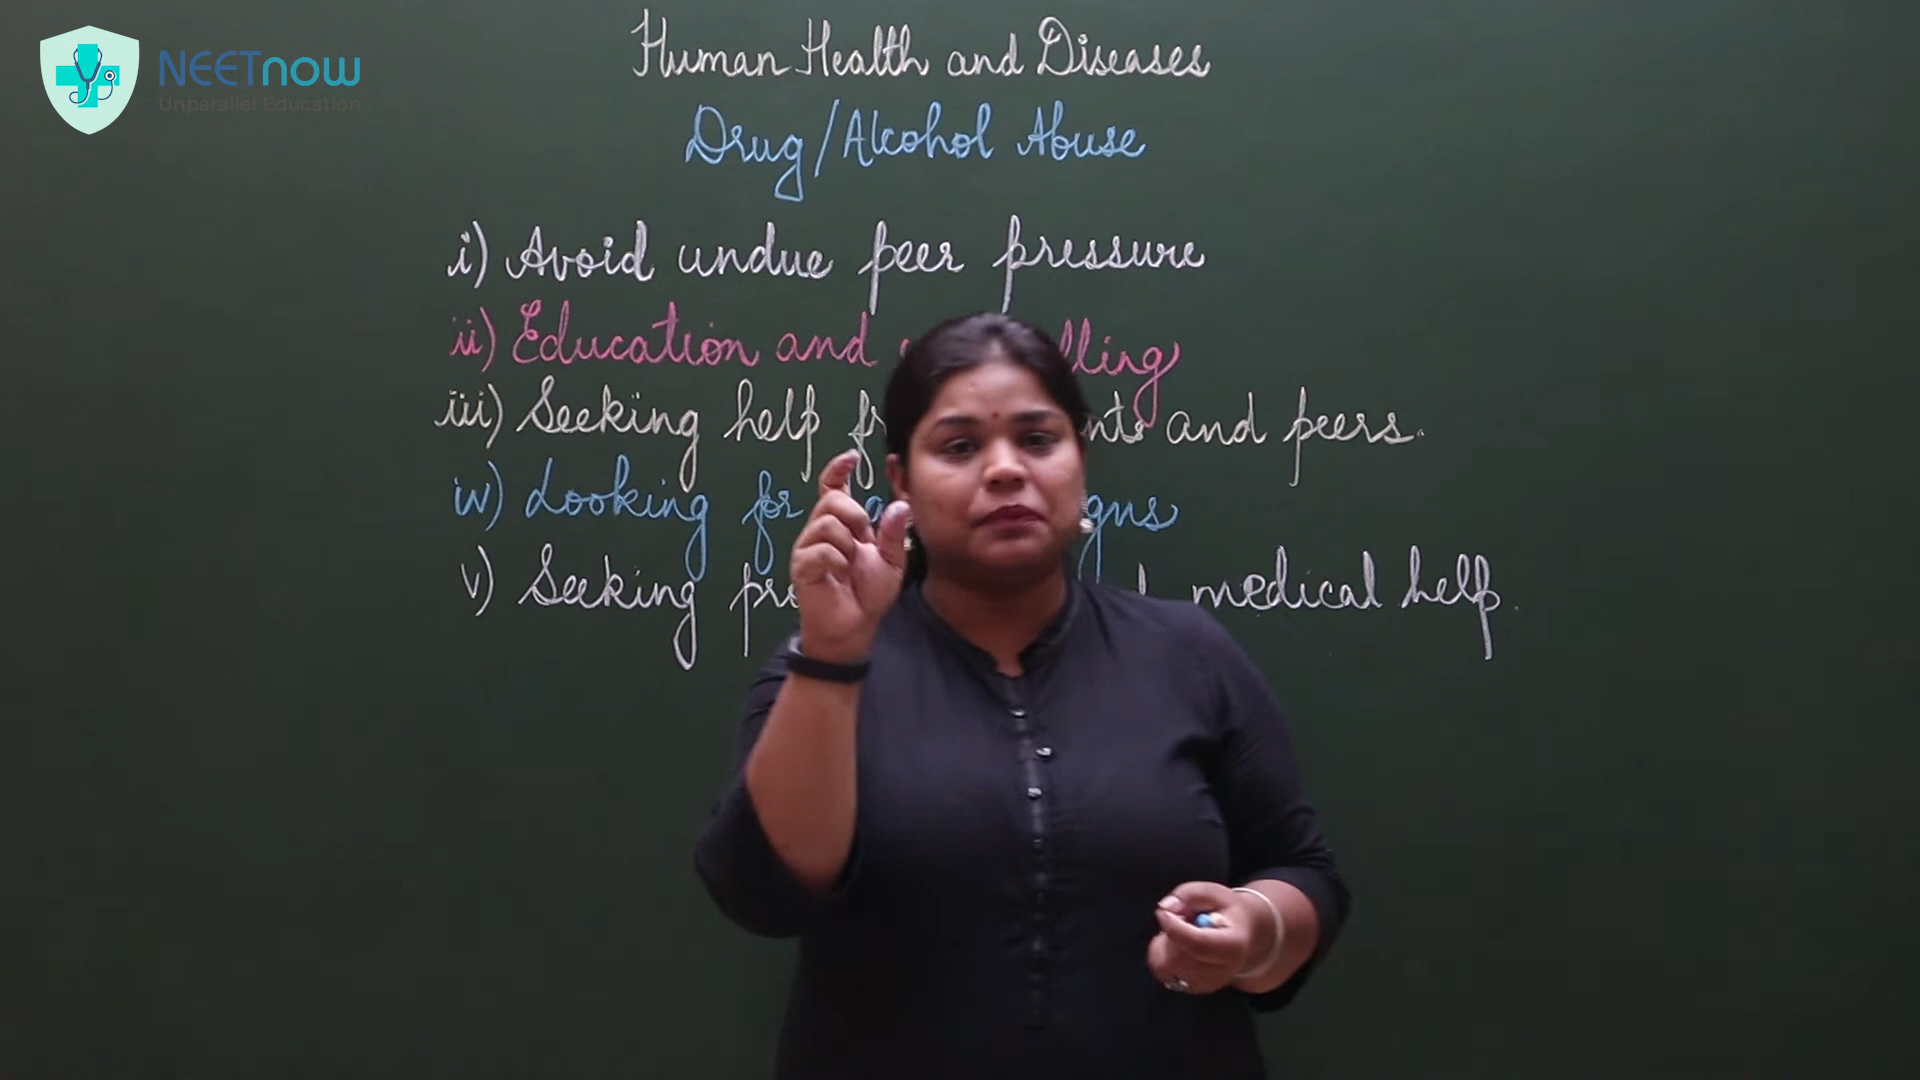 NEETnow
Unparallel Education
Human Health and Diseases
Drug/Alcohol Abuse
i) Avoid undue peer pressure
ii) Education and
iii) Seeking help and peers.
iv) Looking for
v) Seeking medical help.